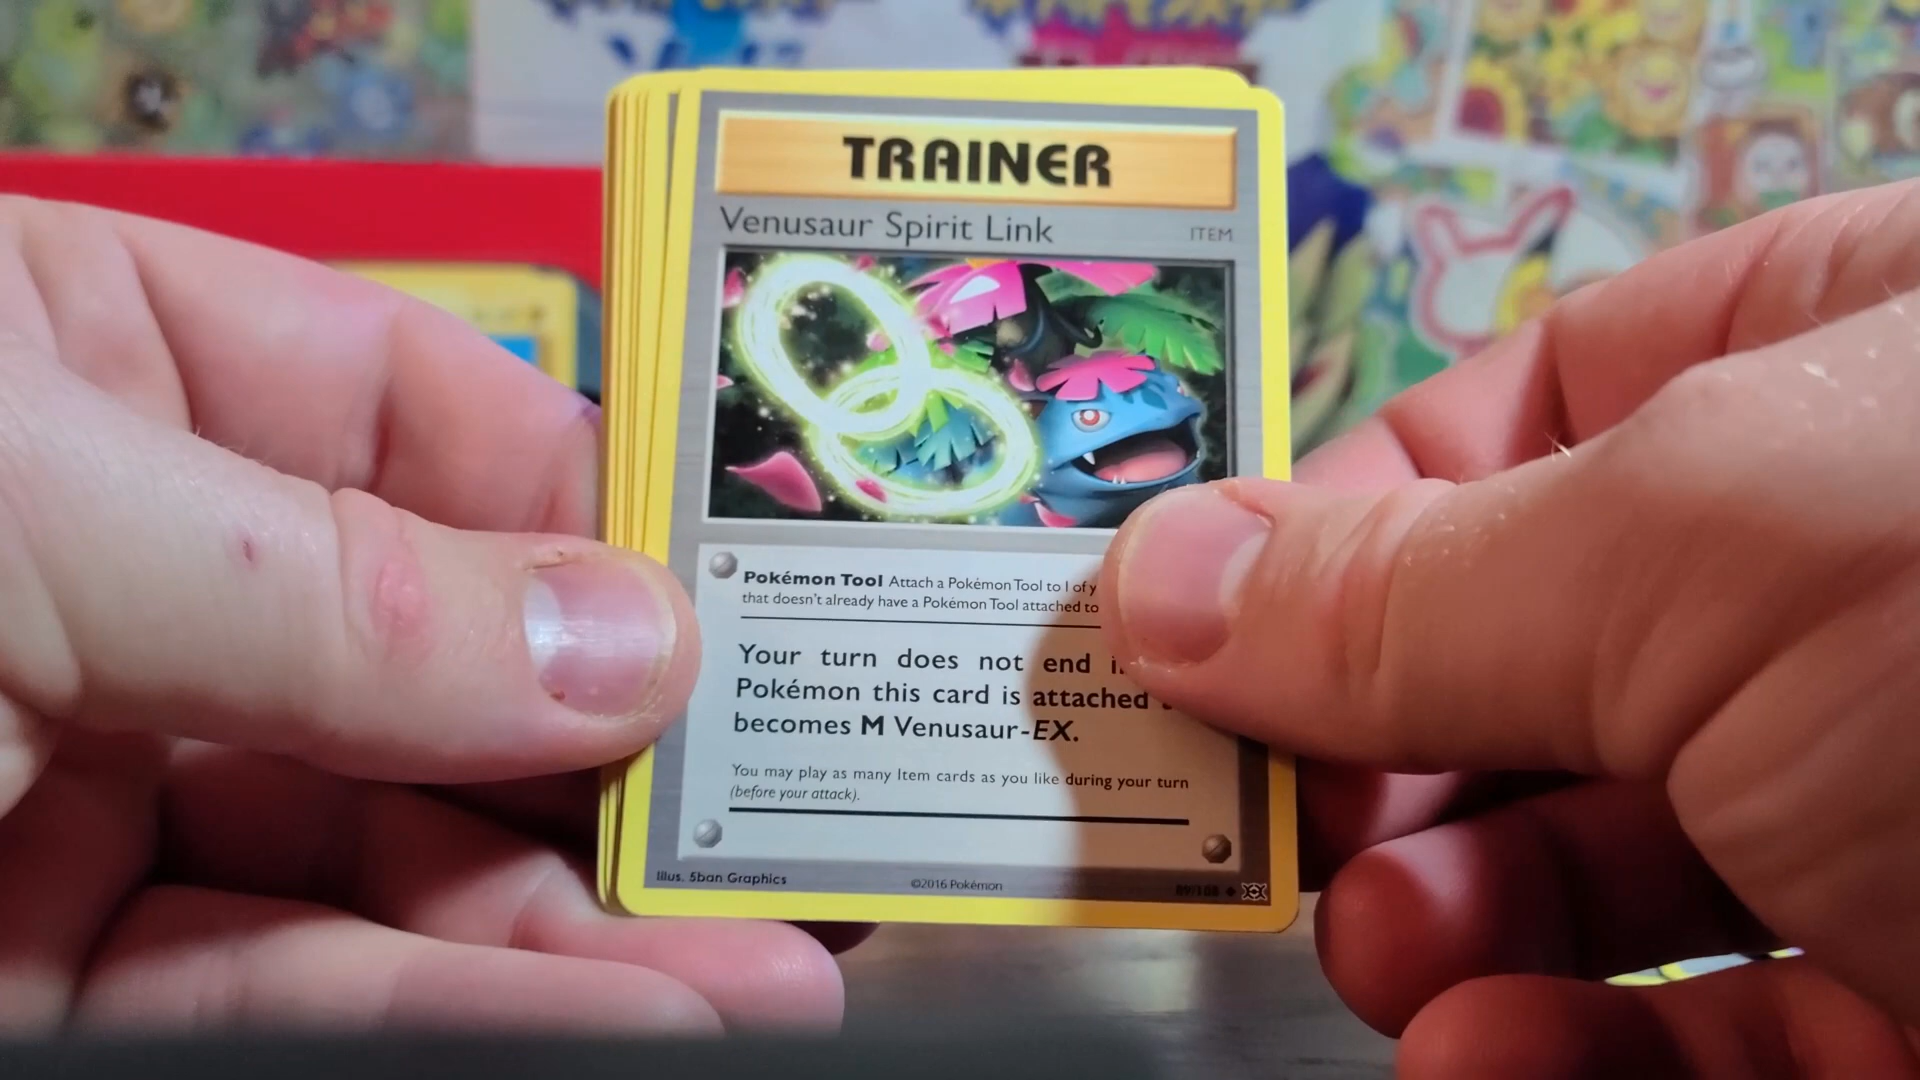 TRAINER
Venusaur Spirit Link ITEM
Pokémon Tool Attach a Pokémon Tool to 1 of y
that doesn't already have a Pokémon Tool attached to
Your turn does not end
Pokémon this card is attached
becomes M Venusaur-EX.
You may play as many Item cards as you like during your turn
(before your attack).
Illus. 5ban Graphics ©2016 Pokémon 89/108